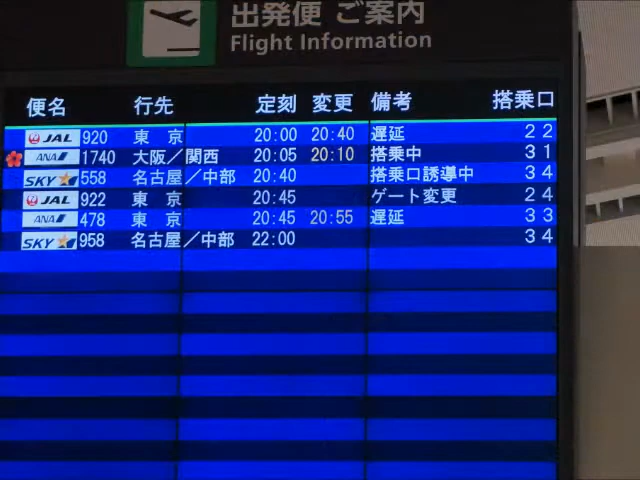 出発便 ご案内
Flight Information
便名 行先 定刻 変更 備考 搭乗口
JAL 920 東 京 20:00 20:40 遅延 22
ANA 1740 大阪/関西 20:05 20:10 搭乗中 31
SKY 558 名古屋/中部 20:40 搭乗口誘導中 34
JAL 922 東 京 20:45 ゲート変更 24
ANA 478 東 京 20:45 20:55 遅延 33
SKY 958 名古屋/中部 22:00 34